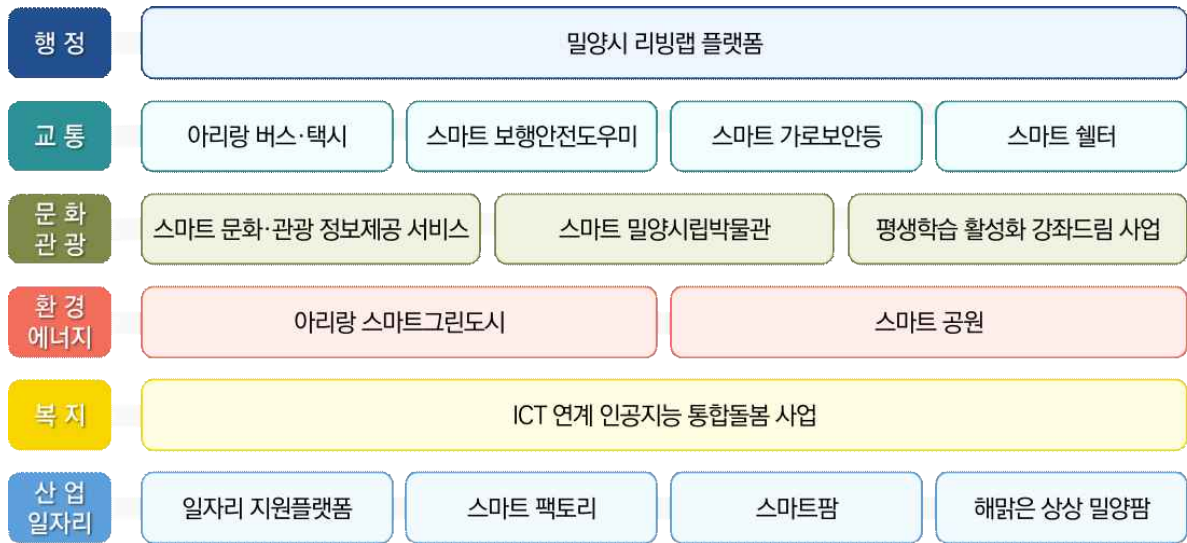 행 정
밀양시 리빙랩 플랫폼
교 통
아리랑 버스·택시
스마트 보행안전도우미
스마트 가로보안등
스마트 쉘터
문 화
관 광
스마트 문화·관광 정보제공 서비스
스마트 밀양시립박물관
평생학습 활성화 강좌드림 사업
환 경
에너지
아리랑 스마트그린도시
스마트 공원
복 지
ICT 연계 인공지능 통합돌봄 사업
산 업
일자리
일자리 지원플랫폼
스마트 팩토리
스마트팜
해맑은 상상 밀양팜